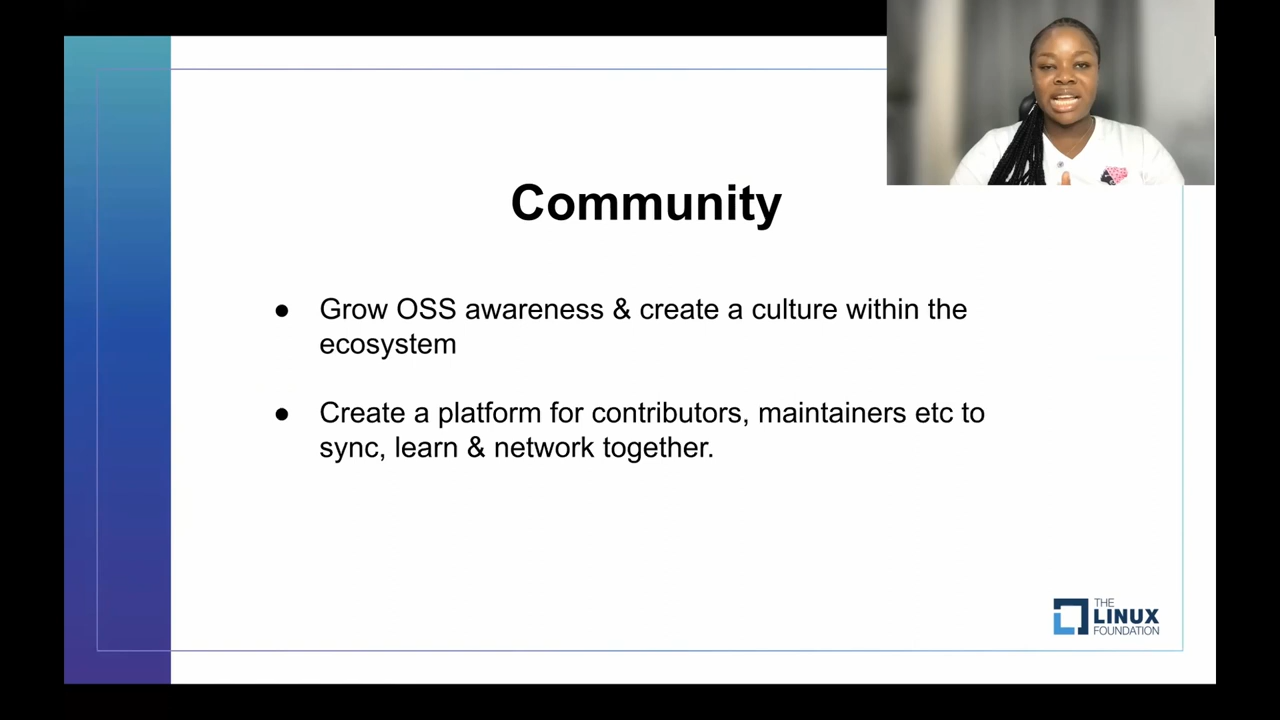 Community
● Grow OSS awareness & create a culture within the
ecosystem
● Create a platform for contributors, maintainers etc to
sync, learn & network together.
THE
LINUX
FOUNDATION